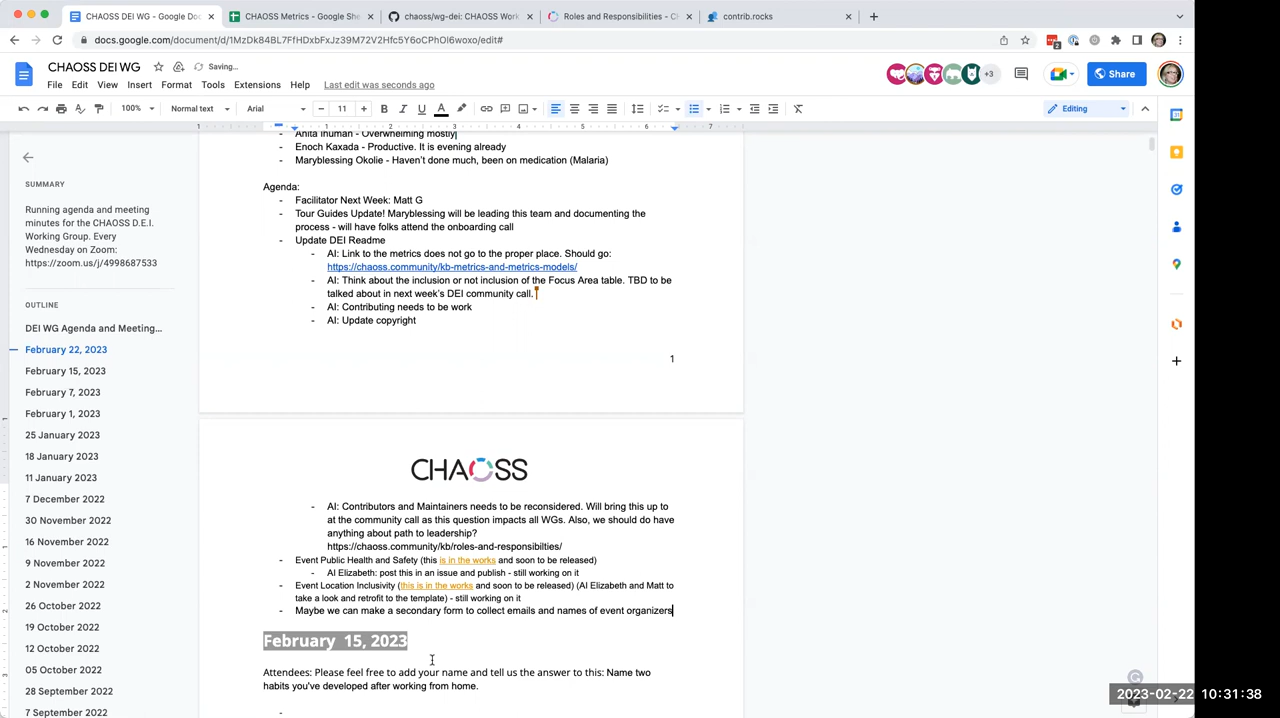 CHAOSS DEI WG - Google Doc
CHAOSS Metrics - Google She
chaoss/wg-dei: CHAOSS Work
Roles and Responsibilities - CH
contrib.rocks
docs.google.com/document/d/1MzDk84BL7FfHDxbFxJz39M72V2Hfc5Y6oCPhOl6woxo/edit#
2
CHAOSS DEI WG
Saving...
File Edit View Insert Format Tools Extensions Help Last edit was seconds ago
+3
Share
100% Normal text Arial 11 Editing
1 1 2 3 4 5 6 7
SUMMARY
Running agenda and meeting
minutes for the CHAOSS D.E.I.
Working Group. Every
Wednesday on Zoom:
https://zoom.us/j/4998687533
OUTLINE
DEI WG Agenda and Meeting...
February 22, 2023
February 15, 2023
February 7, 2023
February 1, 2023
25 January 2023
18 January 2023
11 January 2023
7 December 2022
30 November 2022
16 November 2022
9 November 2022
2 November 2022
26 October 2022
19 October 2022
12 October 2022
05 October 2022
28 September 2022
7 September 2022
- Anita Ihuman - Overwhelming mostly
- Enoch Kaxada - Productive. It is evening already
- Maryblessing Okolie - Haven't done much, been on medication (Malaria)
Agenda:
- Facilitator Next Week: Matt G
- Tour Guides Update! Maryblessing will be leading this team and documenting the
process - will have folks attend the onboarding call
- Update DEI Readme
- AI: Link to the metrics does not go to the proper place. Should go:
https://chaoss.community/kb-metrics-and-metrics-models/
- AI: Think about the inclusion or not inclusion of the Focus Area table. TBD to be
talked about in next week's DEI community call.
- AI: Contributing needs to be work
- AI: Update copyright
1
CHAOSS
- AI: Contributors and Maintainers needs to be reconsidered. Will bring this up to
at the community call as this question impacts all WGs. Also, we should do have
anything about path to leadership?
https://chaoss.community/kb/roles-and-responsibilties/
- Event Public Health and Safety (this is in the works and soon to be released)
- AI Elizabeth: post this in an issue and publish - still working on it
- Event Location Inclusivity (this is in the works and soon to be released) (AI Elizabeth and Matt to
take a look and retrofit to the template) - still working on it
- Maybe we can make a secondary form to collect emails and names of event organizers
February 15, 2023
Attendees: Please feel free to add your name and tell us the answer to this: Name two
habits you've developed after working from home.
-
2023-02-22 10:31:38